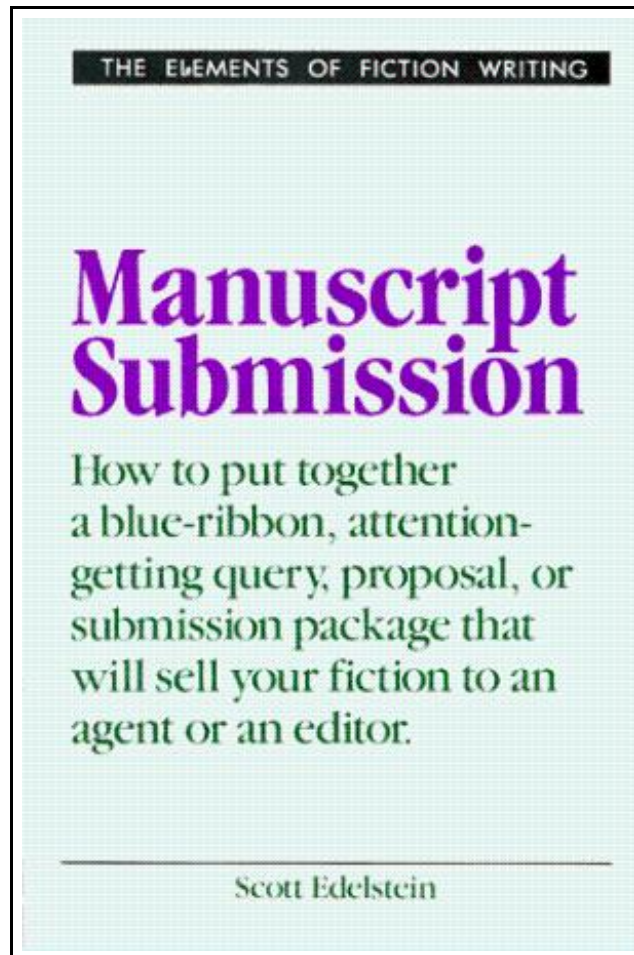 THE ELEMENTS OF FICTION WRITING
Manuscript
Submission
How to put together
a blue-ribbon, attention-
getting query, proposal, or
submission package that
will sell your fiction to an
agent or an editor.
Scott Edelstein